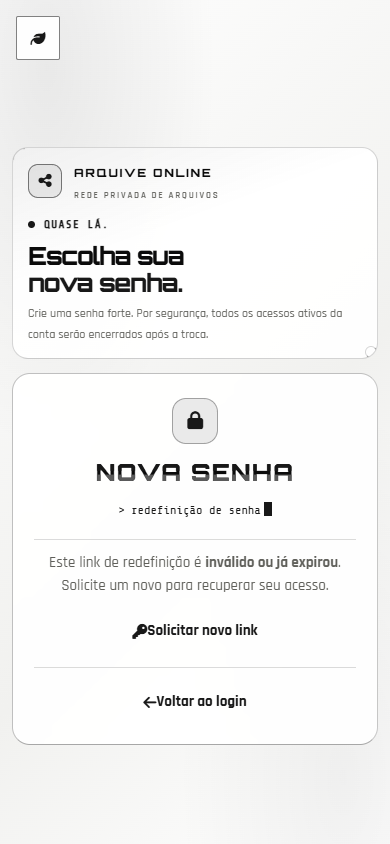 ARQUIVE ONLINE
REDE PRIVADA DE ARQUIVOS
QUASE LÁ.
Escolha sua
nova senha.
Crie uma senha forte. Por segurança, todos os acessos ativos da
conta serão encerrados após a troca.
NOVA SENHA
> redefinição de senha
Este link de redefinição é inválido ou já expirou.
Solicite um novo para recuperar seu acesso.
Solicitar novo link
Voltar ao login